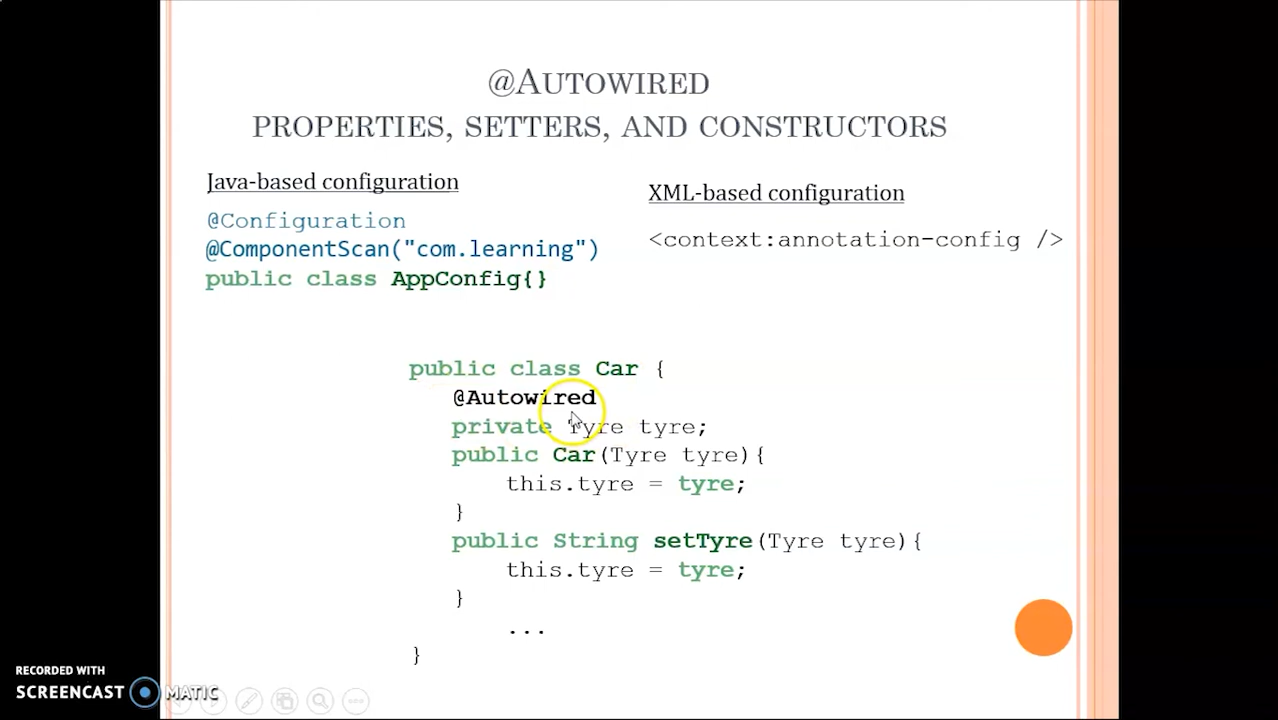 @AUTOWIRED
PROPERTIES, SETTERS, AND CONSTRUCTORS
Java-based configuration
@Configuration
@ComponentScan("com.learning")
public class AppConfig{}
XML-based configuration
<context:annotation-config />
public class Car {
@Autowired
private Tyre tyre;
public Car(Tyre tyre){
this.tyre = tyre;
}
public String setTyre(Tyre tyre){
this.tyre = tyre;
}
...
}
RECORDED WITH
SCREENCAST MATIC